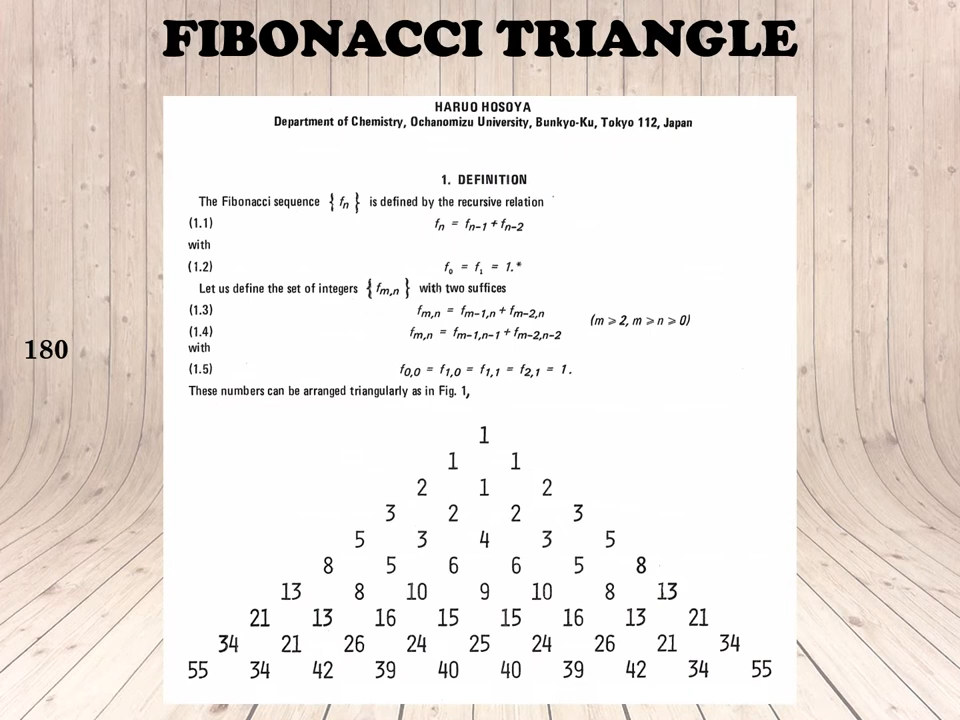 FIBONACCI TRIANGLE
HARUO HOSOYA
Department of Chemistry, Ochanomizu University, Bunkyo-Ku, Tokyo 112, Japan
1. DEFINITION
The Fibonacci sequence { fₙ } is defined by the recursive relation
(1.1) fₙ = fₙ₋₁ + fₙ₋₂
with
(1.2) f₀ = f₁ = 1.*
Let us define the set of integers { fm,n } with two suffices
(1.3) fm,n = fm−1,n + fm−2,n
(m ⩾ 2, m ⩾ n ⩾ 0)
(1.4) fm,n = fm−1,n−1 + fm−2,n−2
with
180
(1.5) f0,0 = f1,0 = f1,1 = f2,1 = 1.
These numbers can be arranged triangularly as in Fig. 1,
1
1 1
2 1 2
3 2 2 3
5 3 4 3 5
8 5 6 6 5 8
13 8 10 9 10 8 13
21 13 16 15 15 16 13 21
34 21 26 24 25 24 26 21 34
55 34 42 39 40 40 39 42 34 55